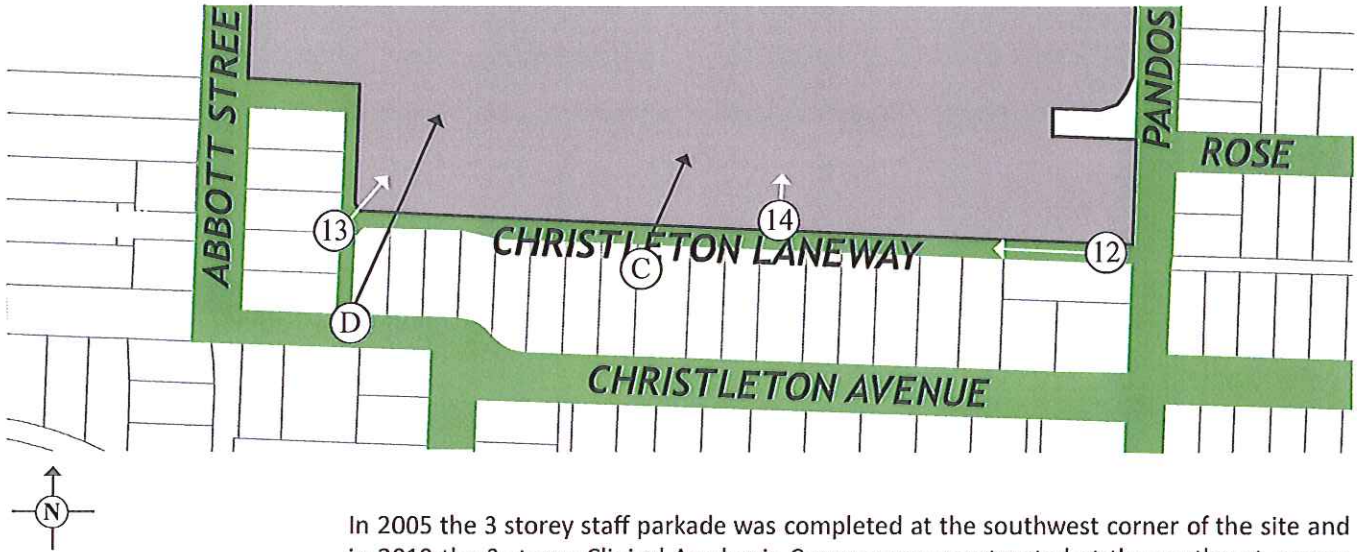 ABBOTT STREE
PANDOS
ROSE
13
14
CHRISTLETON LANEWAY
12
C
D
CHRISTLETON AVENUE
N
In 2005 the 3 storey staff parkade was completed at the southwest corner of the site and